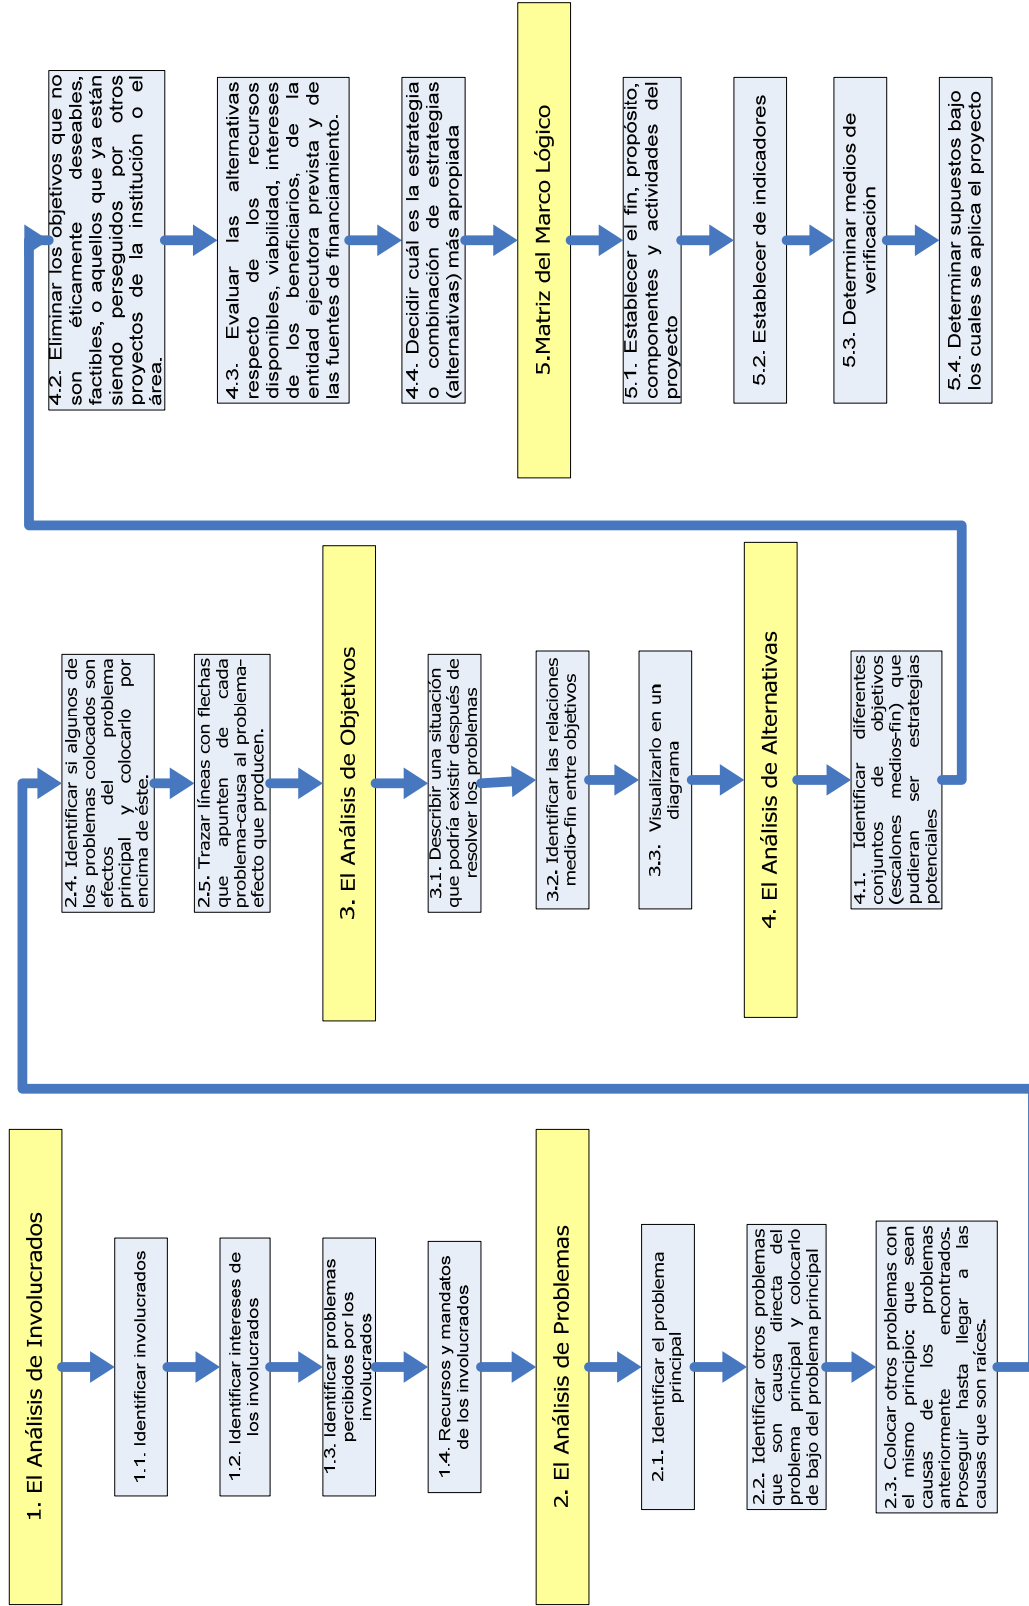 1. El Análisis de Involucrados
1.1. Identificar involucrados
1.2. Identificar intereses de
los involucrados
1.3. Identificar problemas
percibidos por los
involucrados
1.4. Recursos y mandatos
de los involucrados
2. El Análisis de Problemas
2.1. Identificar el problema
principal
2.2. Identificar otros problemas
que son causa directa del
problema principal y colocarlo
de bajo del problema principal
2.3. Colocar otros problemas con
el mismo principio: que sean
causas de los problemas
anteriormente encontrados.
Proseguir hasta llegar a las
causas que son raíces.
2.4. Identificar si algunos de
los problemas colocados son
efectos del problema
principal y colocarlo por
encima de éste.
2.5. Trazar líneas con flechas
que apunten de cada
problema-causa al problema-
efecto que producen.
3. El Análisis de Objetivos
3.1. Describir una situación
que podría existir después de
resolver los problemas
3.2. Identificar las relaciones
medio-fin entre objetivos
3.3. Visualizarlo en un
diagrama
4. El Análisis de Alternativas
4.1. Identificar diferentes
conjuntos de objetivos
(escalones medios-fin) que
pudieran ser estrategias
potenciales
4.2. Eliminar los objetivos que no
son éticamente deseables,
factibles, o aquellos que ya están
siendo perseguidos por otros
proyectos de la institución o el
área.
4.3. Evaluar las alternativas
respecto de los recursos
disponibles, viabilidad, intereses
de los beneficiarios, de la
entidad ejecutora prevista y de
las fuentes de financiamiento.
4.4. Decidir cuál es la estrategia
o combinación de estrategias
(alternativas) más apropiada
5.Matriz del Marco Lógico
5.1. Establecer el fin, propósito,
componentes y actividades del
proyecto
5.2. Establecer de indicadores
5.3. Determinar medios de
verificación
5.4. Determinar supuestos bajo
los cuales se aplica el proyecto